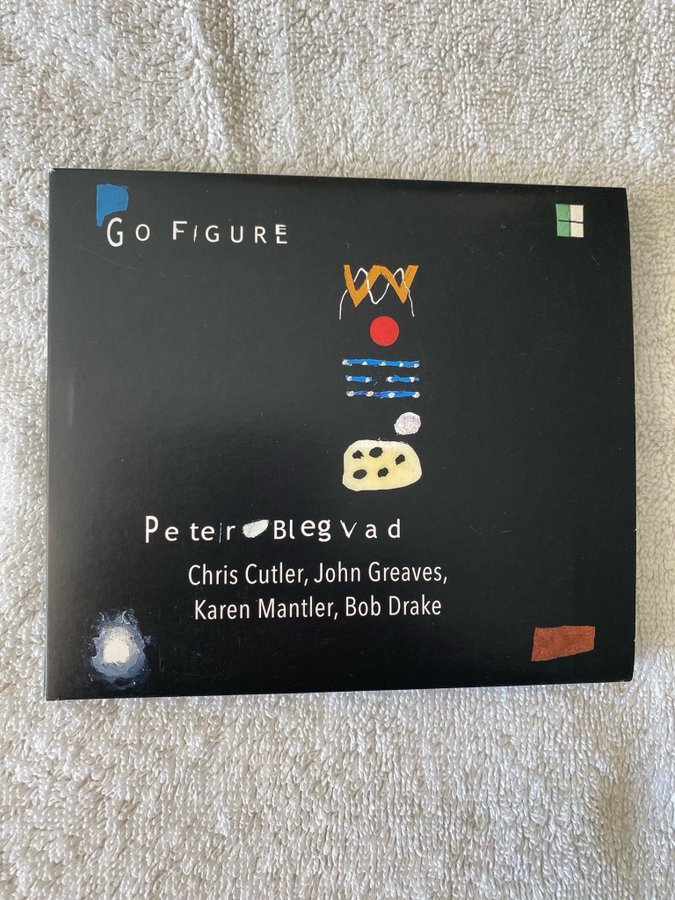 Go FiGURE
Peter Blegvad
Chris Cutler, John Greaves,
Karen Mantler, Bob Drake